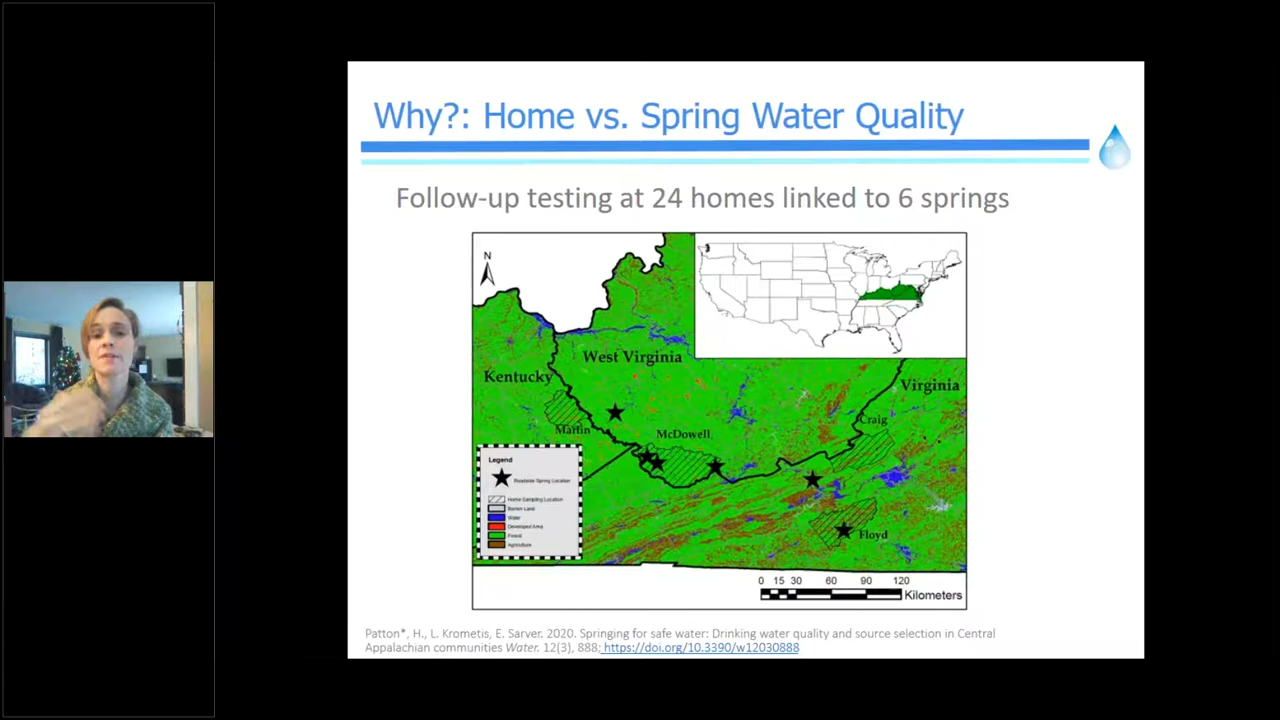 Why?: Home vs. Spring Water Quality
Follow-up testing at 24 homes linked to 6 springs
N
West Virginia
Kentucky
Virginia
Martin
McDowell
Craig
Floyd
Legend
Roadside Spring Location
Home Sampling Location
Barren Land
Water
Developed Area
Forest
Agriculture
0 15 30 60 90 120
Kilometers
Patton*, H., L. Krometis, E. Sarver. 2020. Springing for safe water: Drinking water quality and source selection in Central
Appalachian communities Water. 12(3), 888; https://doi.org/10.3390/w12030888